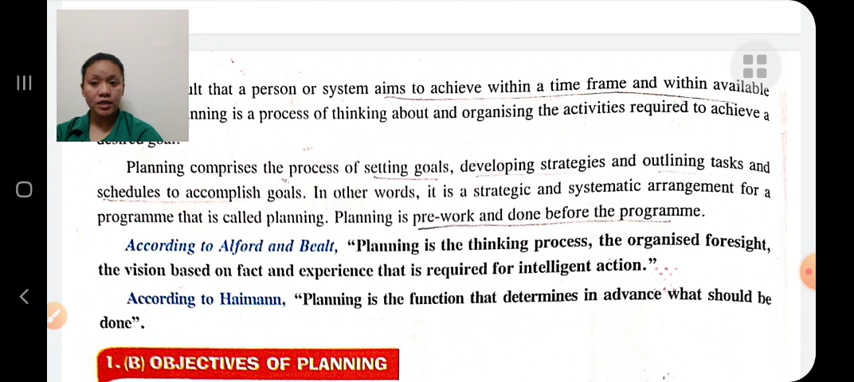 that a person or system aims to achieve within a time frame and within available
is a process of thinking about and organising the activities required to achieve a
Planning comprises the process of setting goals, developing strategies and outlining tasks and
schedules to accomplish goals. In other words, it is a strategic and systematic arrangement for a
programme that is called planning. Planning is pre-work and done before the programme.
According to Alford and Bealt, “Planning is the thinking process, the organised foresight,
the vision based on fact and experience that is required for intelligent action.”
According to Haimann, “Planning is the function that determines in advance what should be
done”.
1. (B) OBJECTIVES OF PLANNING